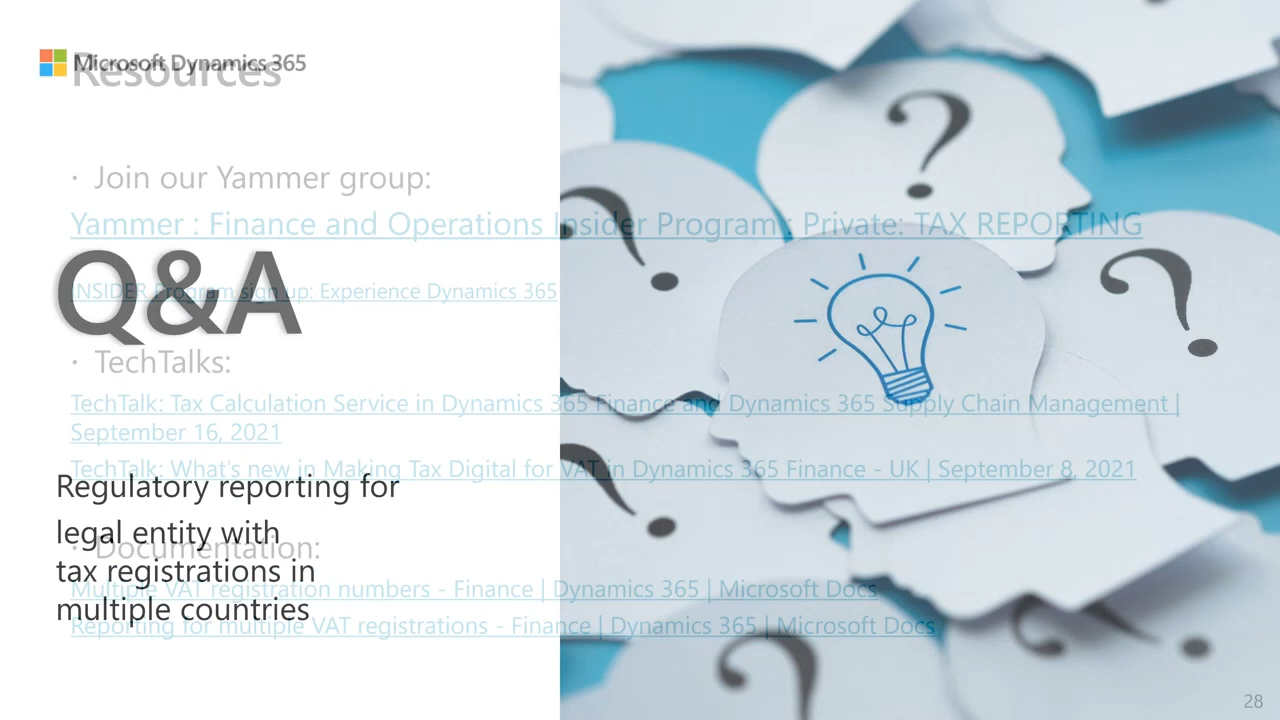 Microsoft Dynamics 365
Resources
· Join our Yammer group:
Yammer : Finance and Operations Insider Program : Private: TAX REPORTING
Q&A
INSIDER Program sign up: Experience Dynamics 365
· TechTalks:
TechTalk: Tax Calculation Service in Dynamics 365 Finance and Dynamics 365 Supply Chain Management |
September 16, 2021
TechTalk: What's new in Making Tax Digital for VAT in Dynamics 365 Finance - UK | September 8, 2021
Regulatory reporting for
legal entity with
tax registrations in
multiple countries
· Documentation:
Multiple VAT registration numbers - Finance | Dynamics 365 | Microsoft Docs
Reporting for multiple VAT registrations - Finance | Dynamics 365 | Microsoft Docs
? ? ? ? ? ? ?
28